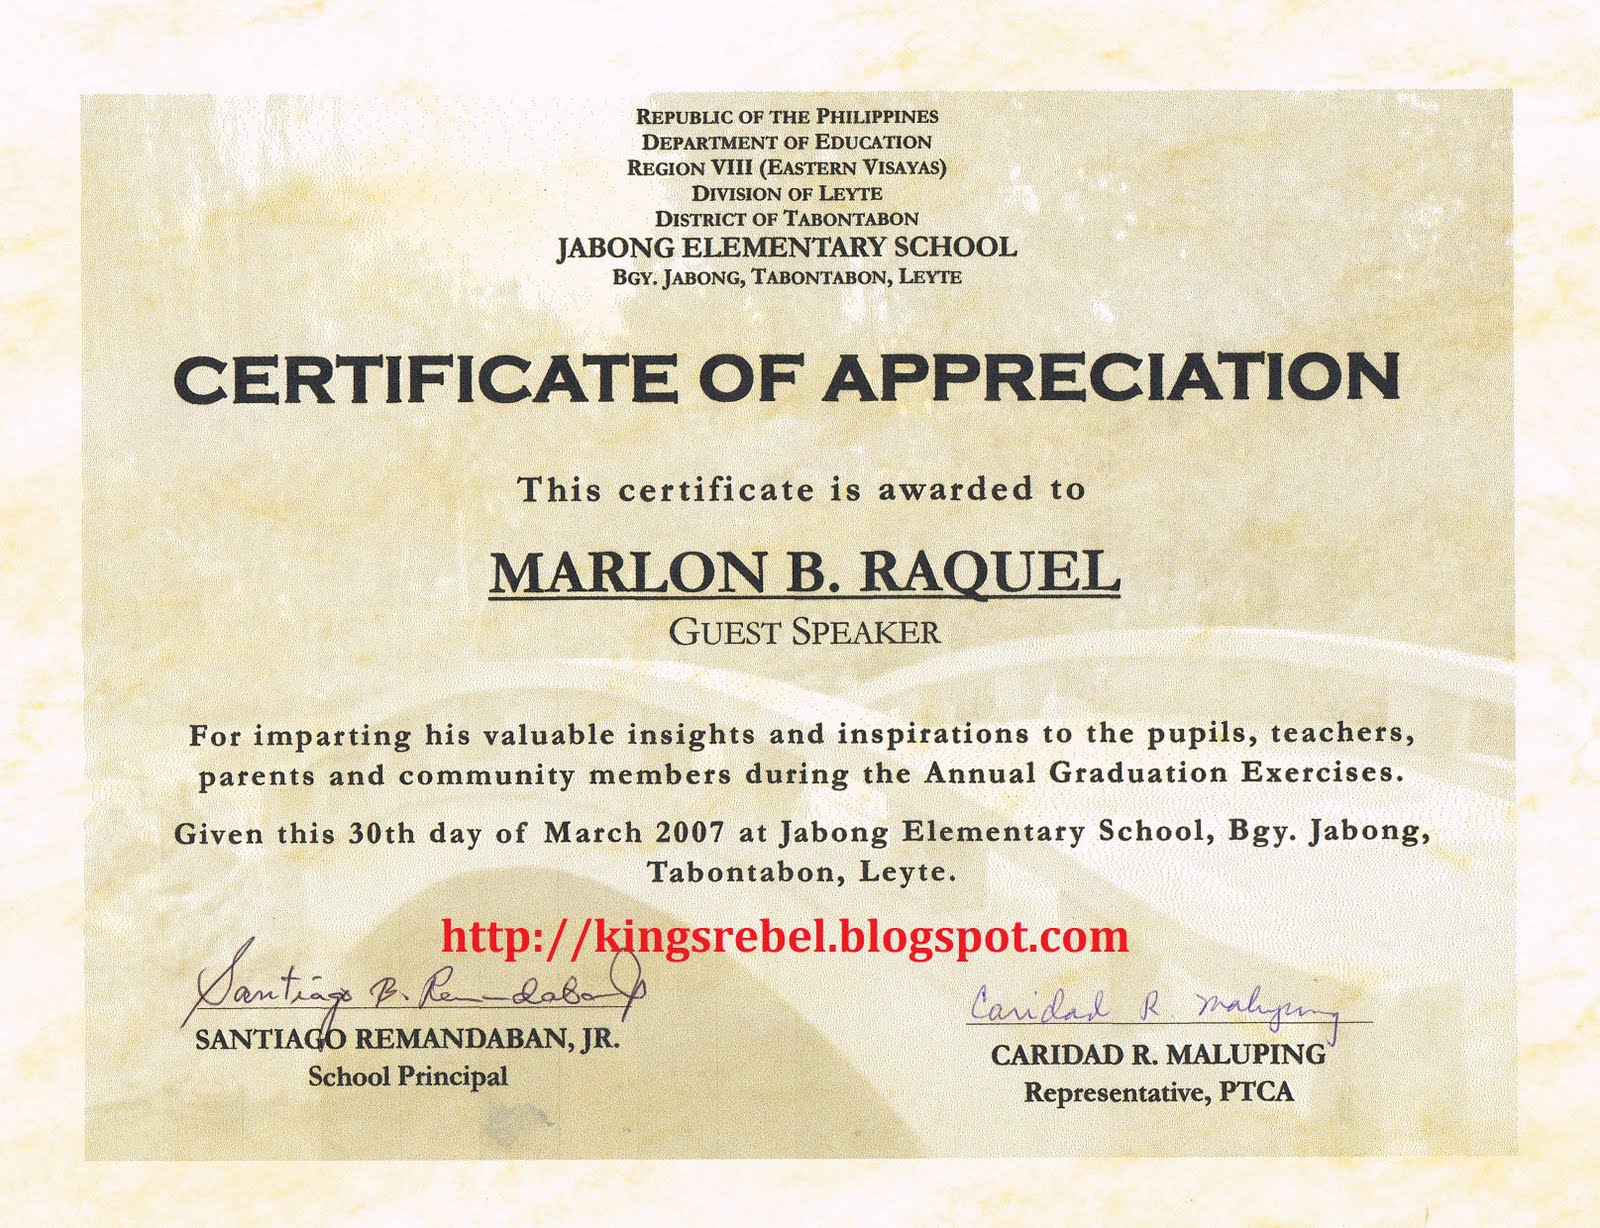 REPUBLIC OF THE PHILIPPINES
DEPARTMENT OF EDUCATION
REGION VIII (EASTERN VISAYAS)
DIVISION OF LEYTE
DISTRICT OF TABONTABON
JABONG ELEMENTARY SCHOOL
BGY. JABONG, TABONTABON, LEYTE
CERTIFICATE OF APPRECIATION
This certificate is awarded to
MARLON B. RAQUEL
GUEST SPEAKER
For imparting his valuable insights and inspirations to the pupils, teachers,
parents and community members during the Annual Graduation Exercises.
Given this 30th day of March 2007 at Jabong Elementary School, Bgy. Jabong,
Tabontabon, Leyte.
http://kingsrebel.blogspot.com
Santiago B. Remandaban Jr
SANTIAGO REMANDABAN, JR.
School Principal
Caridad R. Maluping
CARIDAD R. MALUPING
Representative, PTCA